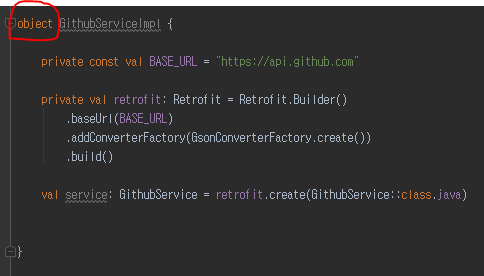 object GithubServiceImpl {
private const val BASE_URL = "https://api.github.com"
private val retrofit: Retrofit = Retrofit.Builder()
.baseUrl(BASE_URL)
.addConverterFactory(GsonConverterFactory.create())
.build()
val service: GithubService = retrofit.create(GithubService::class.java)
}